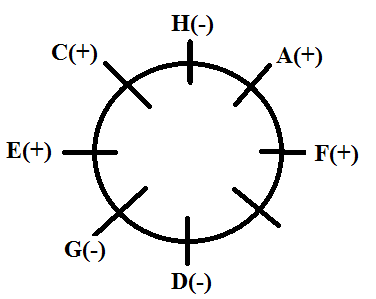 H(-)
C(+)
A(+)
E(+)
F(+)
G(-)
D(-)